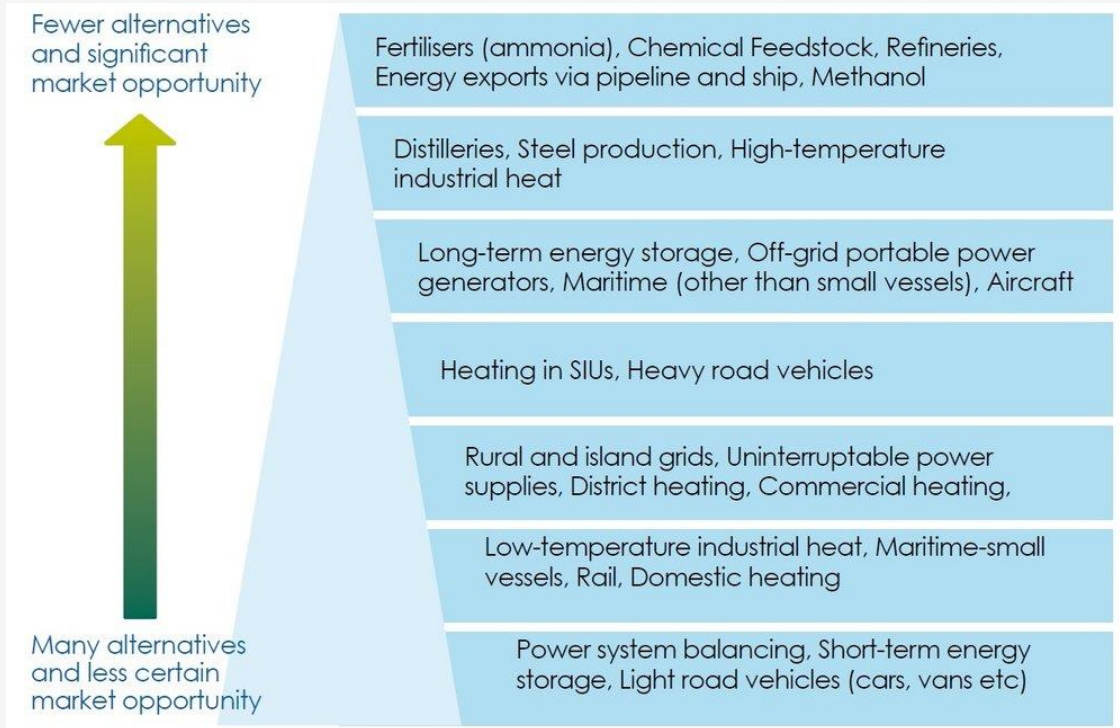 Fewer alternatives
and significant
market opportunity
Fertilisers (ammonia), Chemical Feedstock, Refineries,
Energy exports via pipeline and ship, Methanol
Distilleries, Steel production, High-temperature
industrial heat
Long-term energy storage, Off-grid portable power
generators, Maritime (other than small vessels), Aircraft
Heating in SIUs, Heavy road vehicles
Rural and island grids, Uninterruptable power
supplies, District heating, Commercial heating,
Low-temperature industrial heat, Maritime-small
vessels, Rail, Domestic heating
Many alternatives
and less certain
market opportunity
Power system balancing, Short-term energy
storage, Light road vehicles (cars, vans etc)